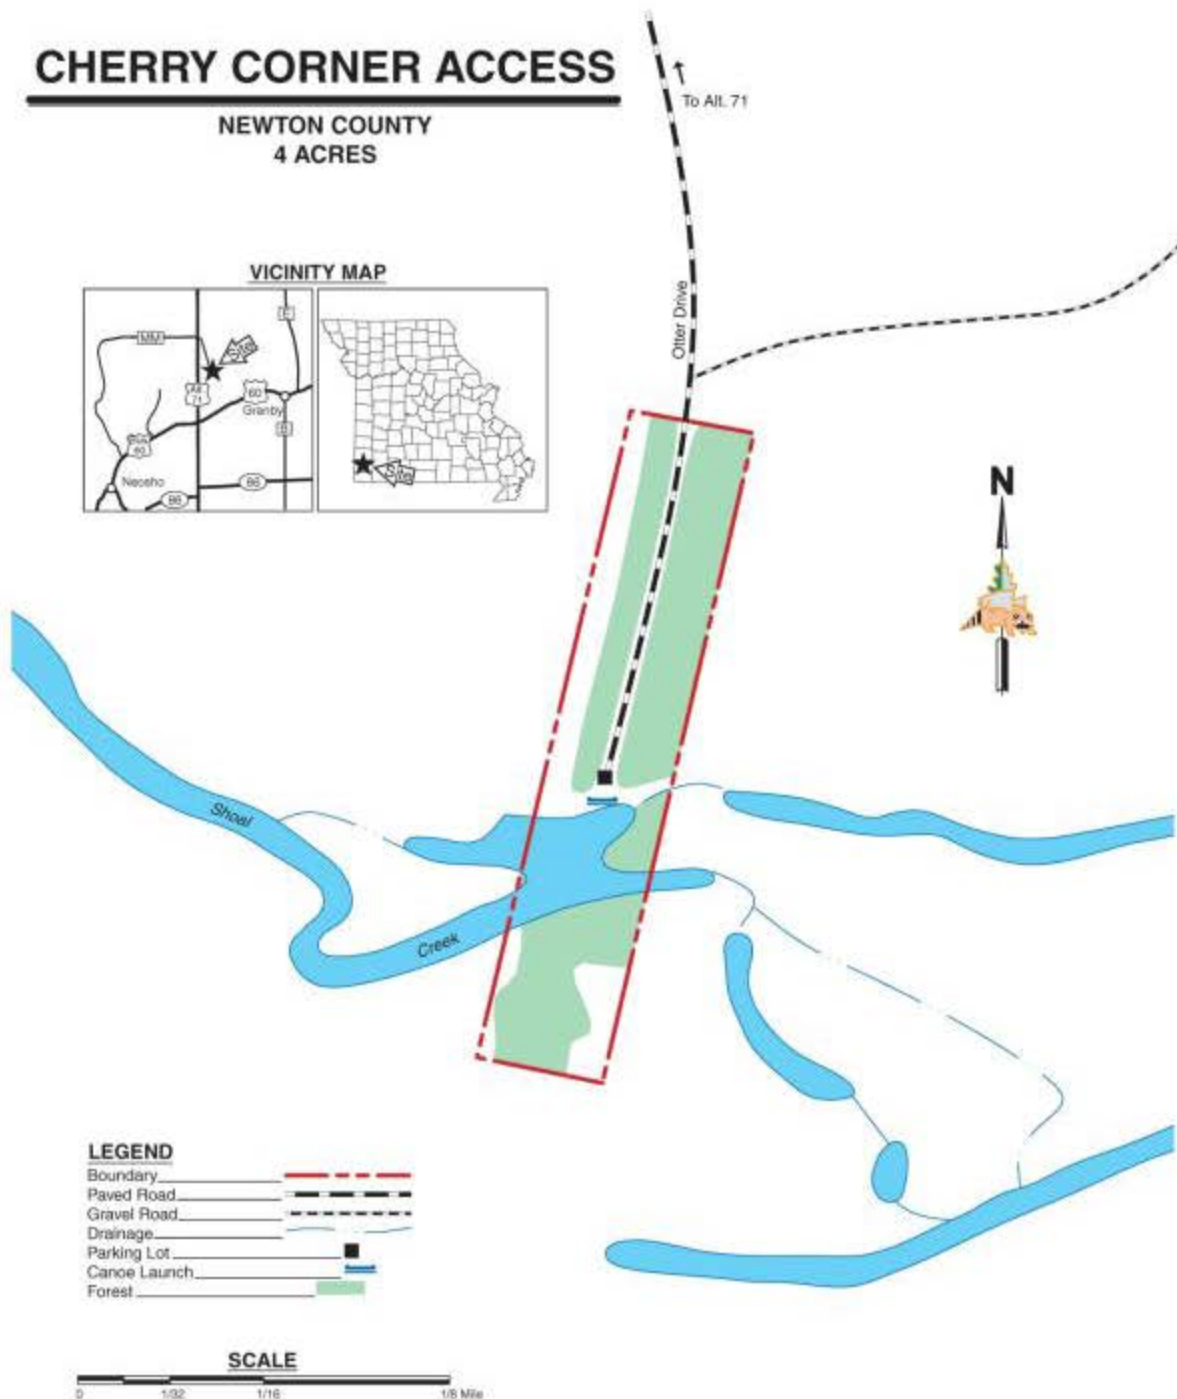 CHERRY CORNER ACCESS
NEWTON COUNTY
4 ACRES
To Alt. 71
VICINITY MAP
MM
Site
Alt.
71
60
Granby
60
Neosho
86
86
Site
Otter Drive
N
Shoal
Creek
LEGEND
Boundary
Paved Road
Gravel Road
Drainage
Parking Lot
Canoe Launch
Forest
SCALE
0 1/32 1/16 1/8 Mile